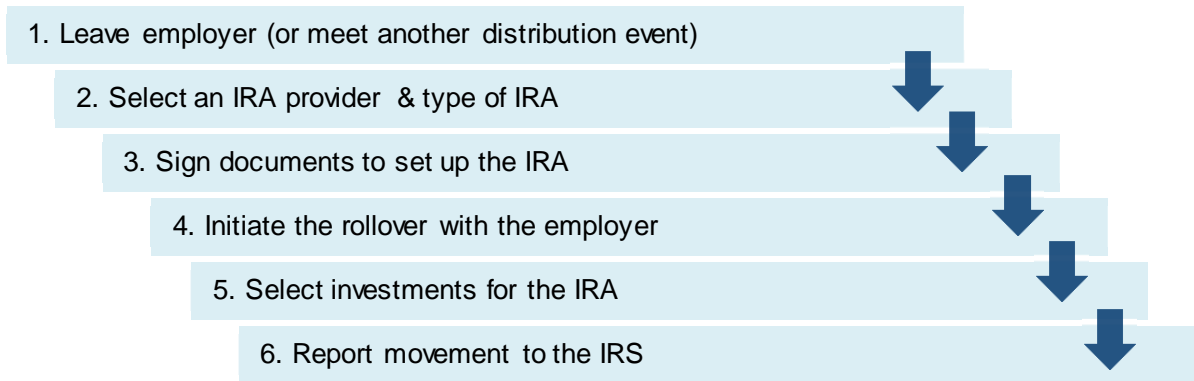 1. Leave employer (or meet another distribution event)
2. Select an IRA provider & type of IRA
3. Sign documents to set up the IRA
4. Initiate the rollover with the employer
5. Select investments for the IRA
6. Report movement to the IRS